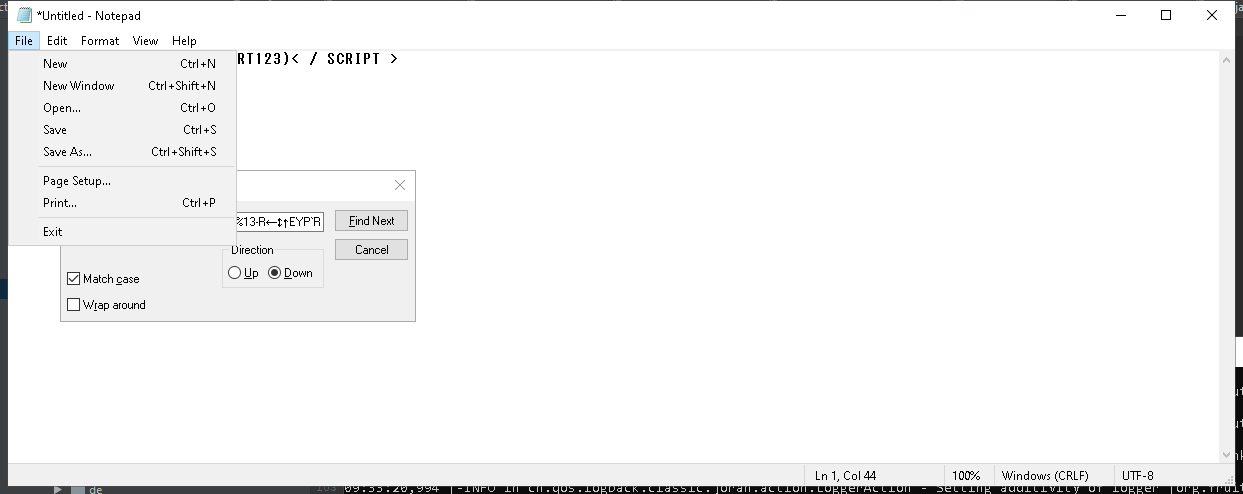 *Untitled - Notepad
File Edit Format View Help
RT123)< / SCRIPT >
New Ctrl+N
New Window Ctrl+Shift+N
Open... Ctrl+O
Save Ctrl+S
Save As... Ctrl+Shift+S
Page Setup...
Print... Ctrl+P
Exit
%13-R←↕↑EYP`R
Find Next
Cancel
Direction
Up Down
Match case
Wrap around
Ln 1, Col 44 100% Windows (CRLF) UTF-8
de
09:33:20,994 |-INFO in ch.qos.logback.classic.joran.action.LoggerAction - Setting additivity of logger